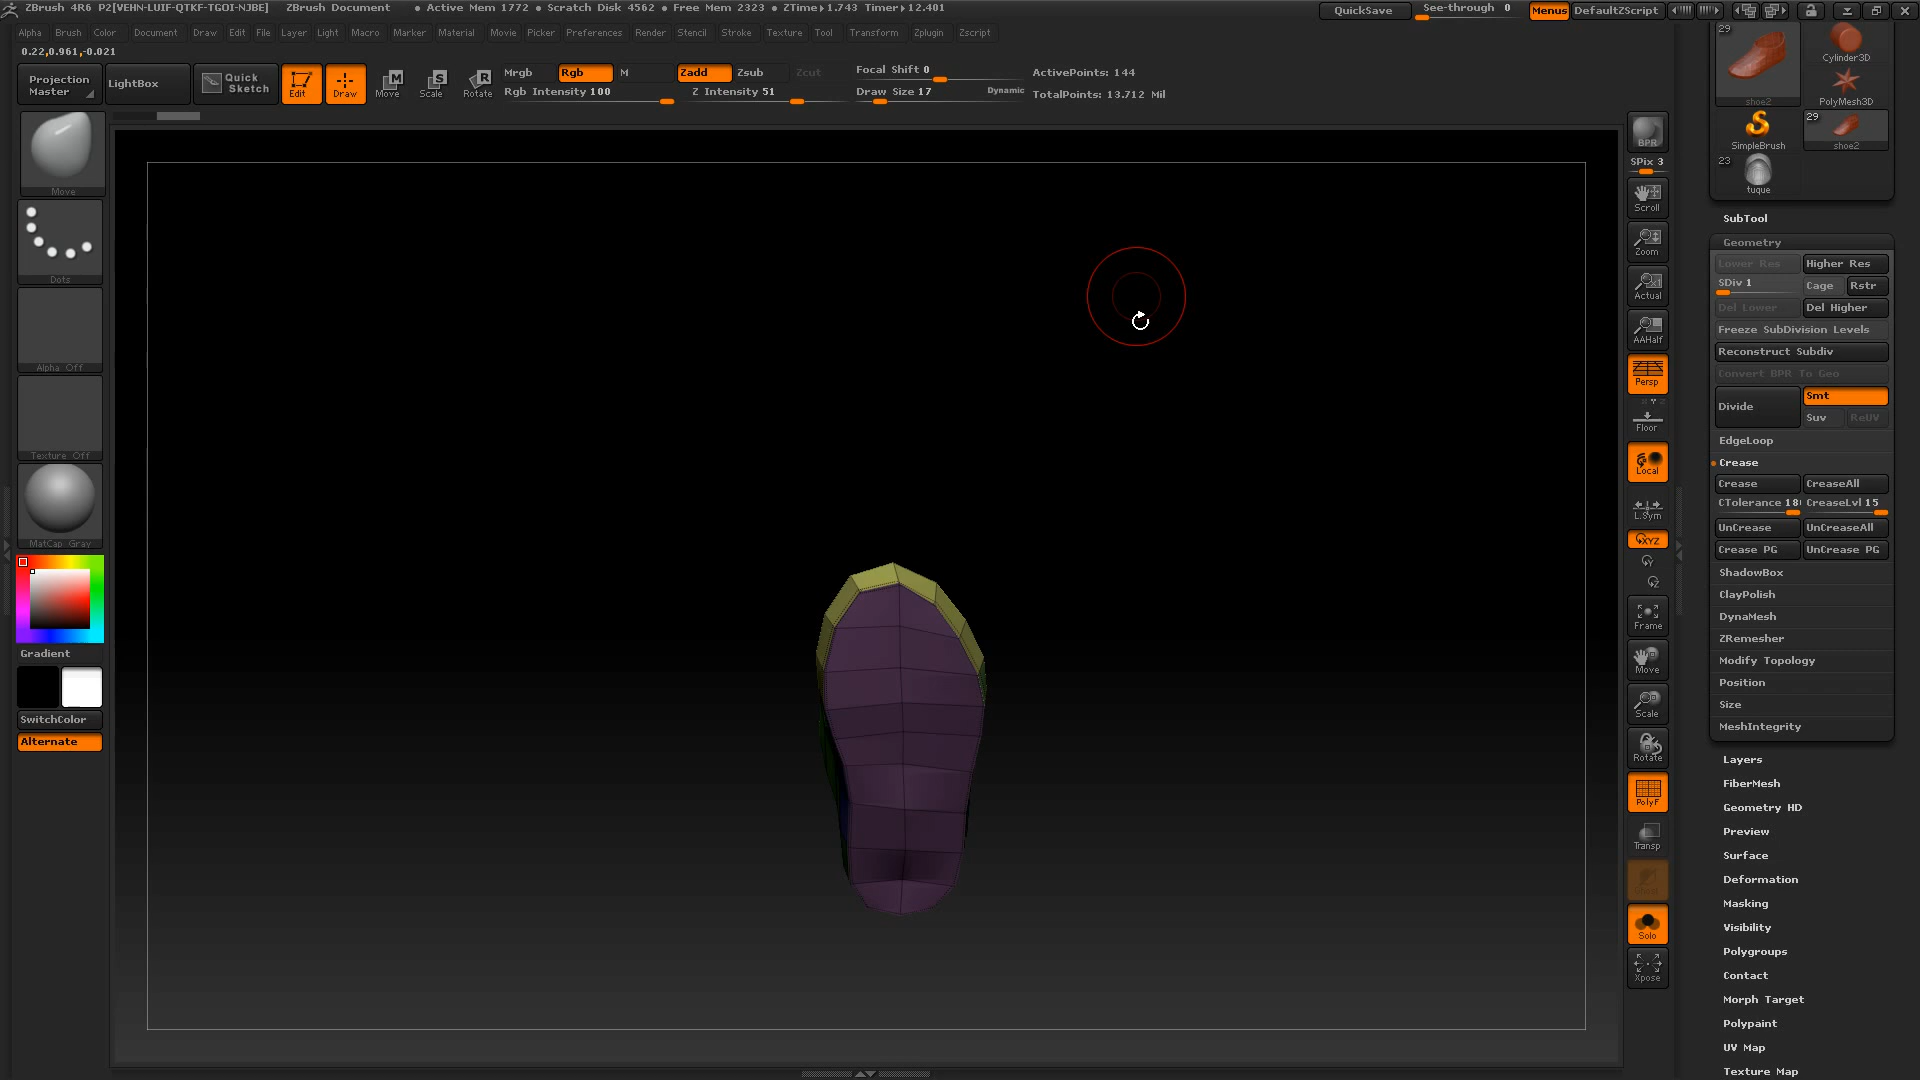 ZBrush 4R6 P2[VEHN-LUIF-QTKF-TGOI-NJBE] ZBrush Document • Active Mem 1772 • Scratch Disk 4562 • Free Mem 2323 • ZTime▸1.743 Timer▸12.401 QuickSave See-through 0 Menus DefaultZScript
Alpha Brush Color Document Draw Edit File Layer Light Macro Marker Material Movie Picker Preferences Render Stencil Stroke Texture Tool Transform Zplugin Zscript
0.22,0.961,-0.021
Projection Master
LightBox
Quick Sketch
Edit
Draw
Move
Scale
Rotate
Mrgb Rgb M
Rgb Intensity 100
Zadd Zsub Zcut
Z Intensity 51
Focal Shift 0
Draw Size 17 Dynamic
ActivePoints: 144
TotalPoints: 13.712 Mil
Move
Dots
Alpha Off
Texture Off
MatCap Gray
Gradient
SwitchColor
Alternate
BPR
SPix 3
Scroll
Zoom
Actual
AAHalf
Persp
Floor
Local
L.Sym
XYZ
Frame
Move
Scale
Rotate
PolyF
Transp
Solo
Xpose
29
shoe2
Cylinder3D
PolyMesh3D
SimpleBrush
29
shoe2
23
tuque
SubTool
Geometry
Lower Res Higher Res
SDiv 1 Cage Rstr
Del Lower Del Higher
Freeze SubDivision Levels
Reconstruct Subdiv
Convert BPR To Geo
Divide Smt
Suv ReUV
EdgeLoop
Crease
Crease CreaseAll
CTolerance 18 CreaseLvl 15
UnCrease UnCreaseAll
Crease PG UnCrease PG
ShadowBox
ClayPolish
DynaMesh
ZRemesher
Modify Topology
Position
Size
MeshIntegrity
Layers
FiberMesh
Geometry HD
Preview
Surface
Deformation
Masking
Visibility
Polygroups
Contact
Morph Target
Polypaint
UV Map
Texture Map